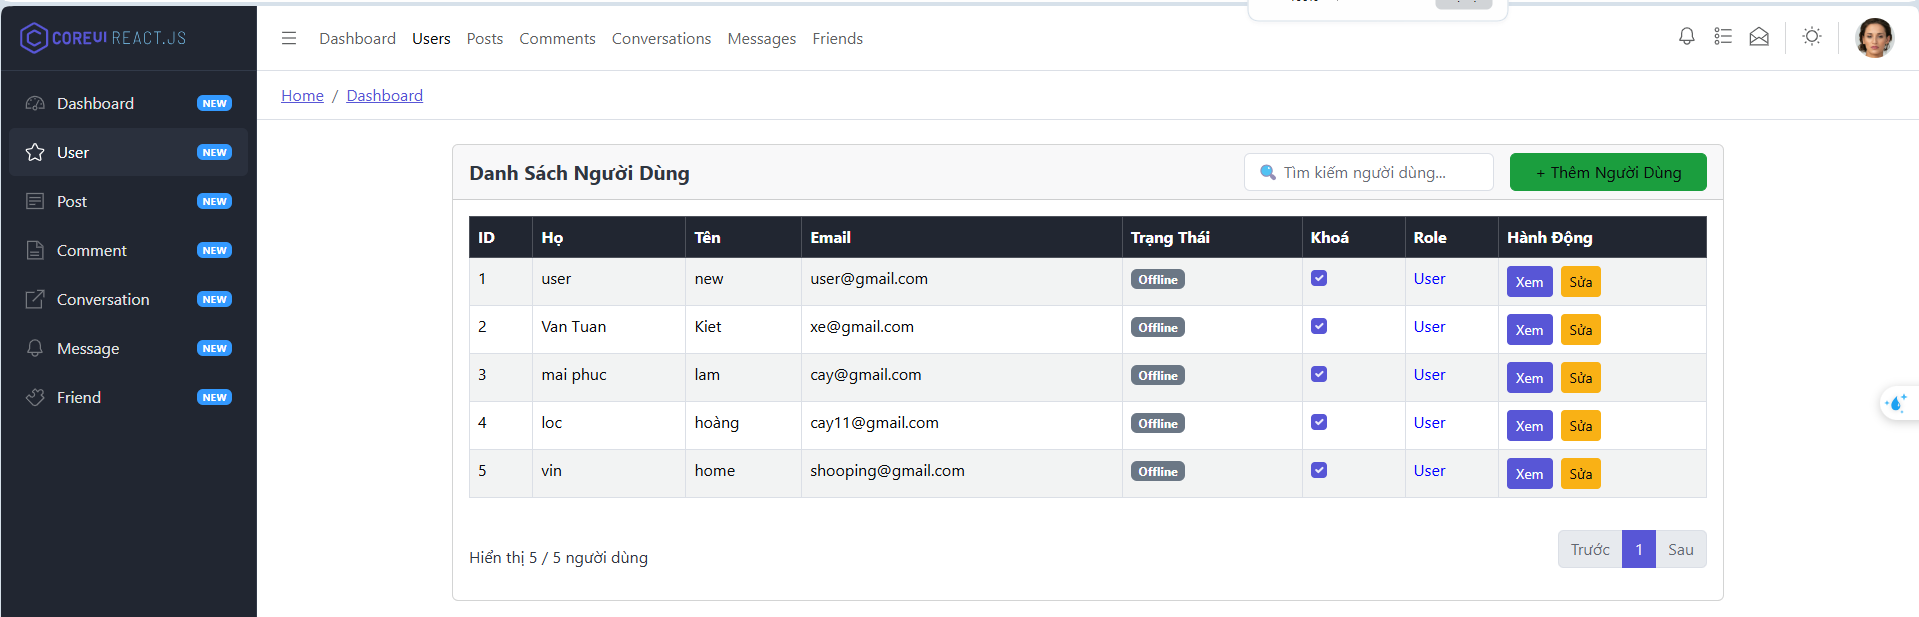 COREUI REACT.JS
Dashboard Users Posts Comments Conversations Messages Friends
Home / Dashboard
Dashboard NEW
User NEW
Post NEW
Comment NEW
Conversation NEW
Message NEW
Friend NEW
Danh Sách Người Dùng
Tìm kiếm người dùng...
+ Thêm Người Dùng
ID Họ Tên Email Trạng Thái Khoá Role Hành Động
1 user new user@gmail.com Offline User Xem Sửa
2 Van Tuan Kiet xe@gmail.com Offline User Xem Sửa
3 mai phuc lam cay@gmail.com Offline User Xem Sửa
4 loc hoàng cay11@gmail.com Offline User Xem Sửa
5 vin home shooping@gmail.com Offline User Xem Sửa
Hiển thị 5 / 5 người dùng
Trước 1 Sau